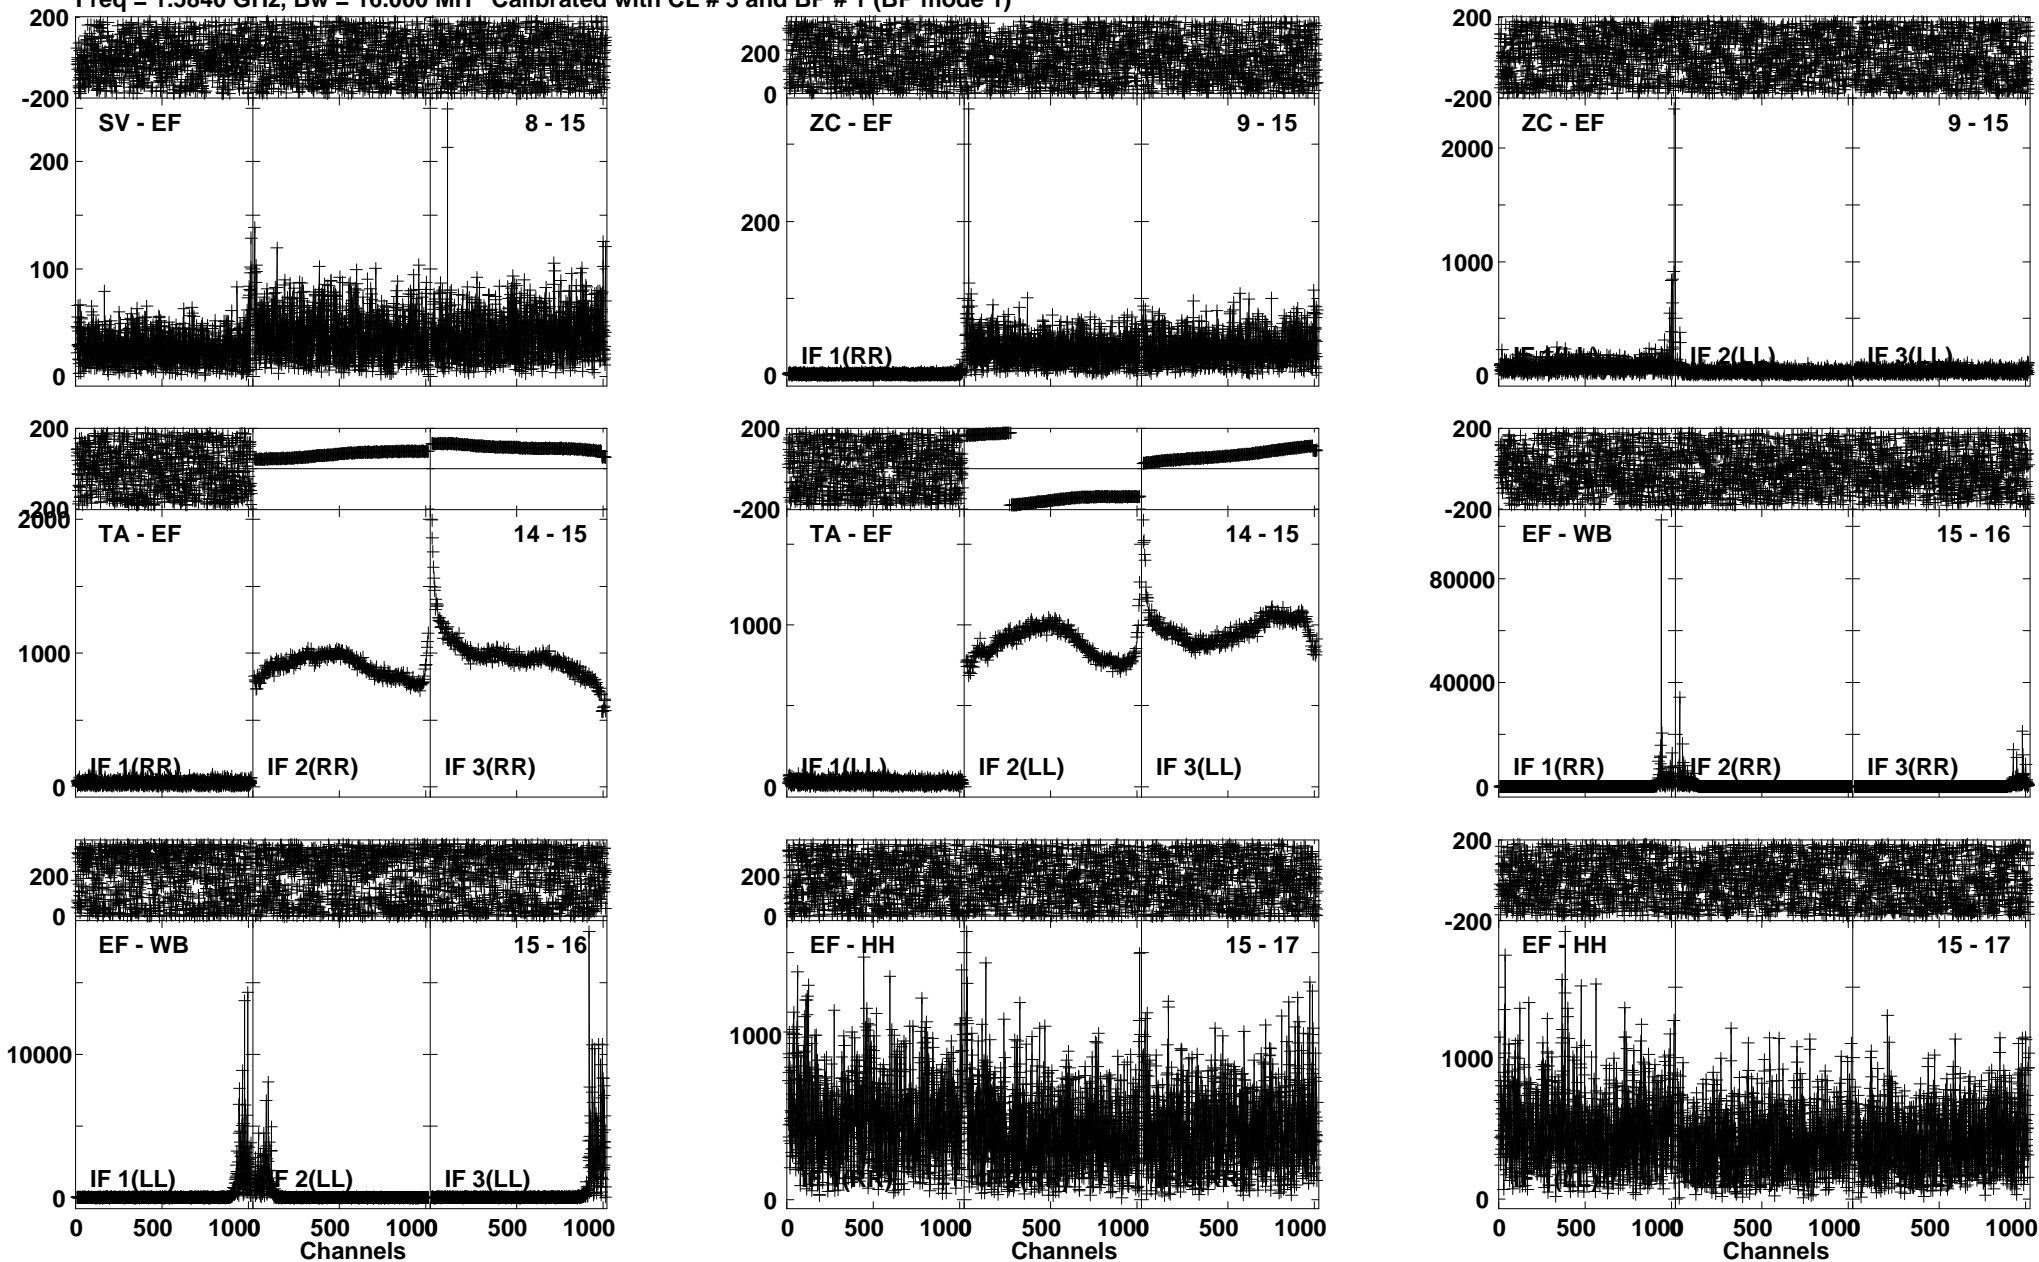 Freq = 1.5840 GHz, Bw = 16.000 MH Calibrated with CL # 3 and BP # 1 (BP mode 1)
200
-200
SV - EF
8 - 15
200
100
0
200
0
ZC - EF
9 - 15
200
0
IF 1(RR)
200
-200
ZC - EF
9 - 15
2000
1000
0
IF 2(LL)
IF 3(LL)
200
-200
2000
TA - EF
14 - 15
1000
0
IF 1(RR)
IF 2(RR)
IF 3(RR)
200
-200
TA - EF
14 - 15
1000
0
IF 1(LL)
IF 2(LL)
IF 3(LL)
200
-200
EF - WB
15 - 16
80000
40000
0
IF 1(RR)
IF 2(RR)
IF 3(RR)
200
0
EF - WB
15 - 16
10000
0
IF 1(LL)
IF 2(LL)
IF 3(LL)
0 500 1000 500 1000 500 1000
Channels
200
0
EF - HH
15 - 17
1000
0
0 500 1000 500 1000 500 1000
Channels
200
-200
EF - HH
15 - 17
1000
0
0 500 1000 500 1000 500 1000
Channels